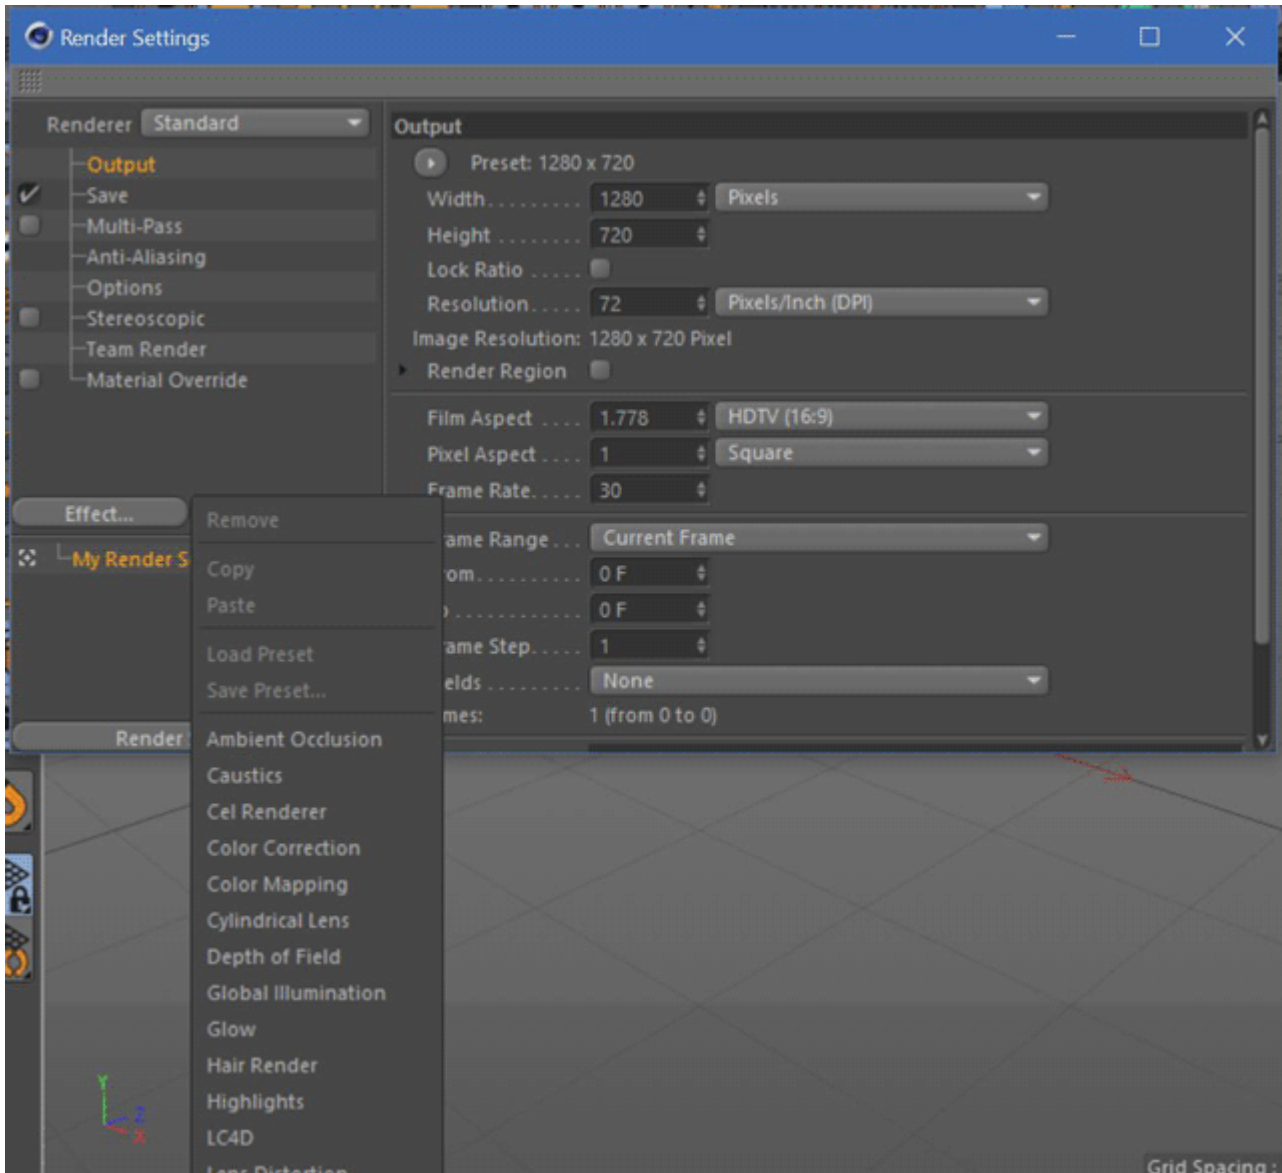 Render Settings
Renderer Standard
Output
Save
Multi-Pass
Anti-Aliasing
Options
Stereoscopic
Team Render
Material Override
Effect...
My Render S
Render
Output
Preset: 1280 x 720
Width......... 1280 Pixels
Height ........ 720
Lock Ratio .....
Resolution..... 72 Pixels/Inch (DPI)
Image Resolution: 1280 x 720 Pixel
Render Region
Film Aspect .... 1.778 HDTV (16:9)
Pixel Aspect .... 1 Square
Frame Rate..... 30
ame Range... Current Frame
om......... 0 F
0 F
ame Step..... 1
elds ......... None
mes: 1 (from 0 to 0)
Remove
Copy
Paste
Load Preset
Save Preset...
Ambient Occlusion
Caustics
Cel Renderer
Color Correction
Color Mapping
Cylindrical Lens
Depth of Field
Global Illumination
Glow
Hair Render
Highlights
LC4D
Lens Distortion
Y
Z
X
Grid Spacing :